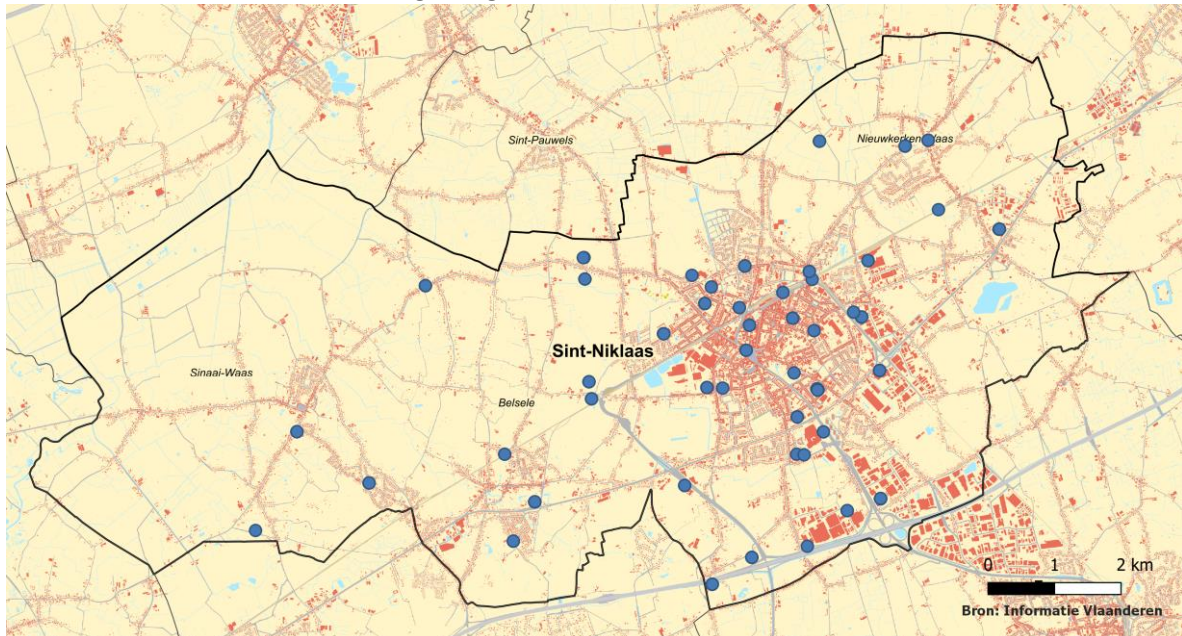 Sint-Pauwels
Nieuwkerken-Waas
Sint-Niklaas
Sinaai-Waas
Belsele
0 1 2 km
Bron: Informatie Vlaanderen